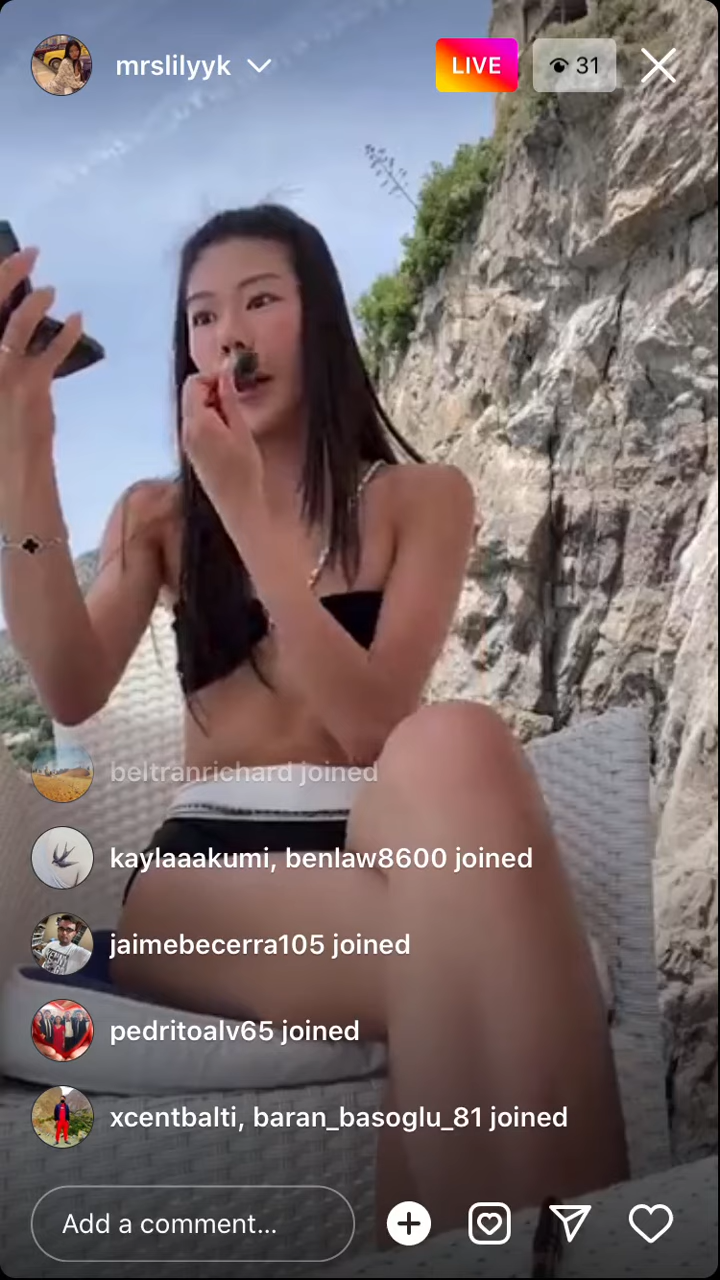 mrslilyyk
LIVE
31
beltranrichard joined
kaylaaakumi, benlaw8600 joined
jaimebecerra105 joined
pedritoalv65 joined
xcentbalti, baran_basoglu_81 joined
Add a comment...